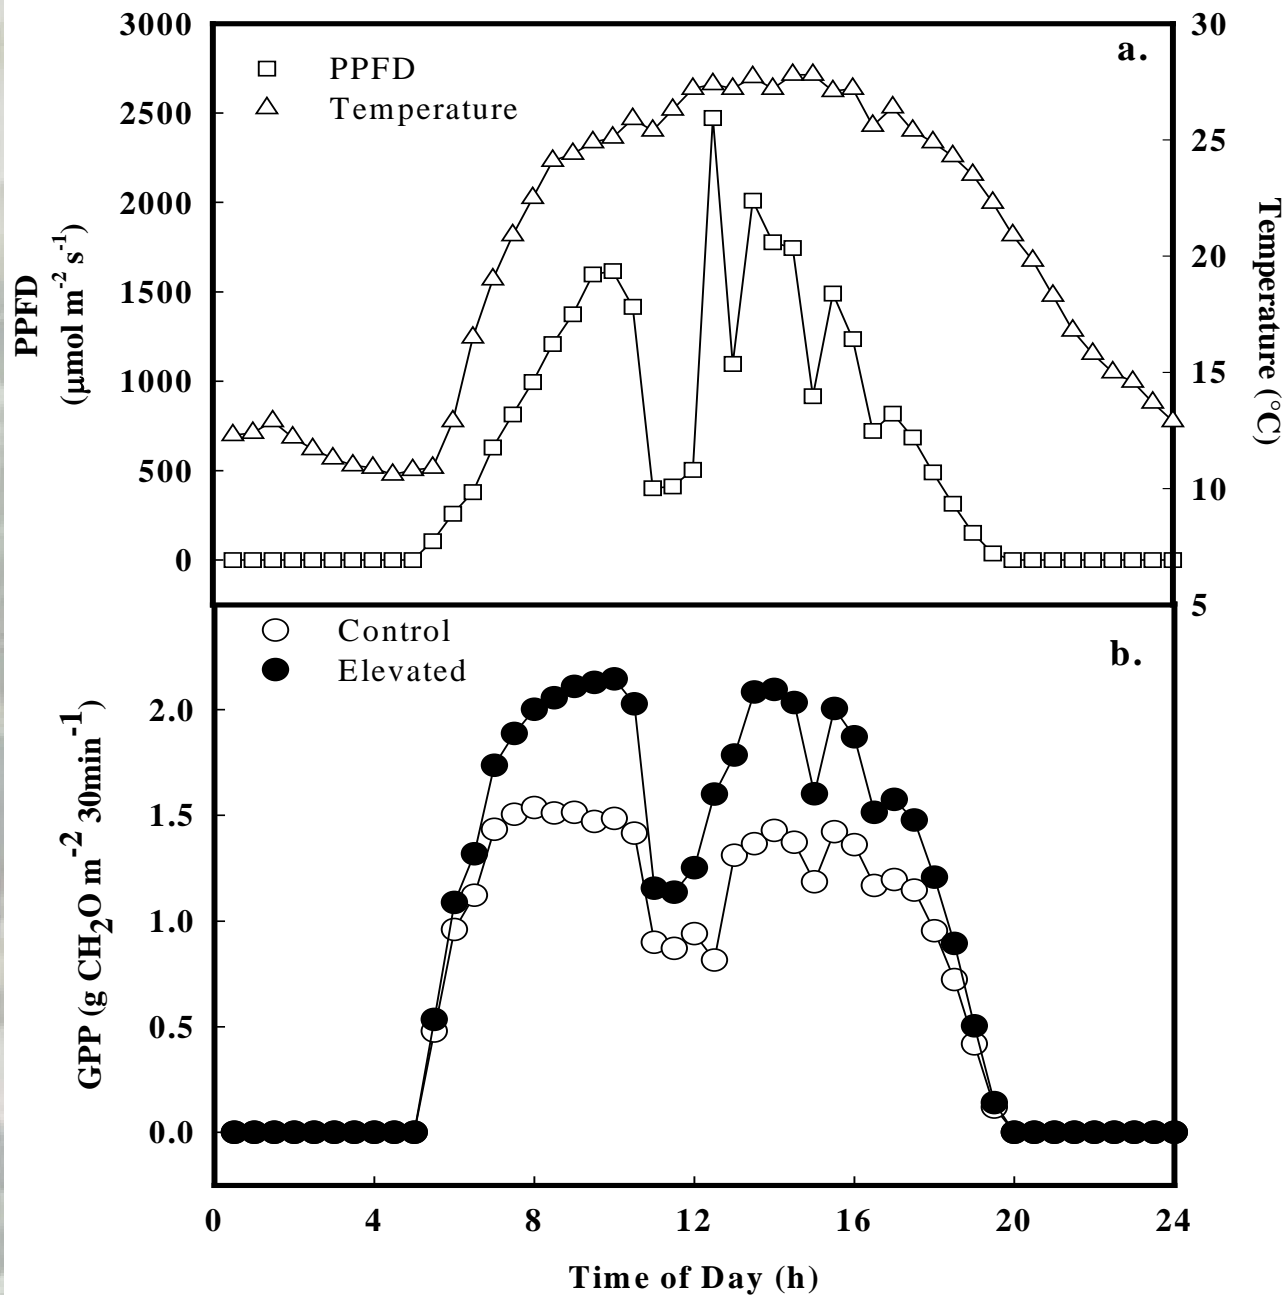 3000
2500
2000
1500
1000
500
0
PPFD
(µmol m-2 s-1)
PPFD
Temperature
a.
30
25
20
15
10
5
Temperature (°C)
Control
Elevated
b.
2.0
1.5
1.0
0.5
0.0
GPP (g CH2O m-2 30min-1)
0 4 8 12 16 20 24
Time of Day (h)